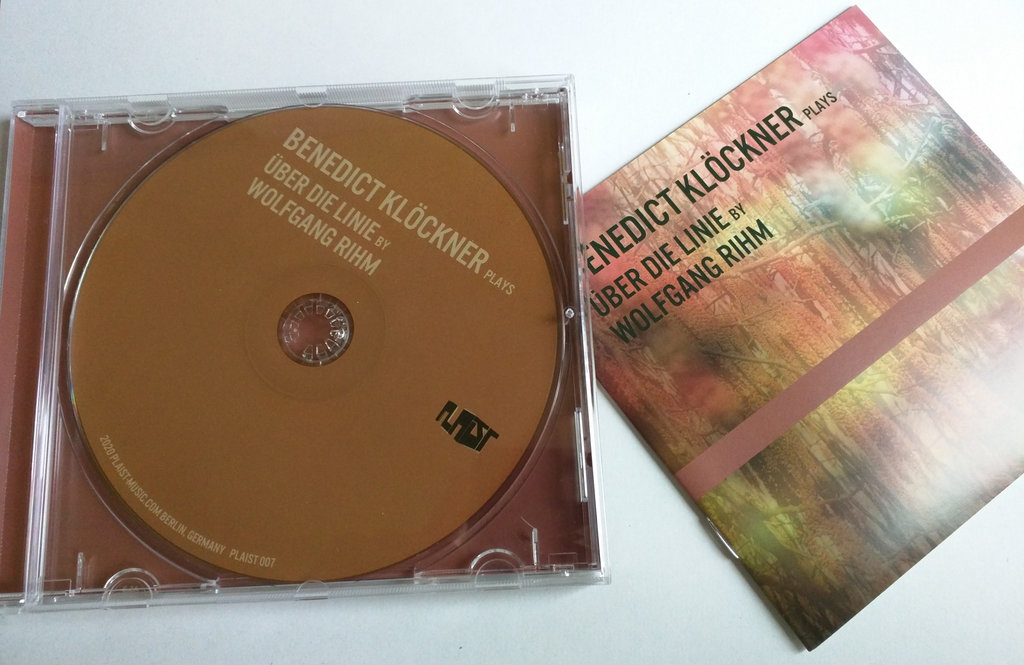 BENEDICT KLÖCKNER PLAYS
ÜBER DIE LINIE BY
WOLFGANG RIHM
PLAIST
2020 PLAISTMUSIC.COM BERLIN, GERMANY PLAIST 007
ENEDICT KLÖCKNER PLAYS
ÜBER DIE LINIE BY
WOLFGANG RIHM